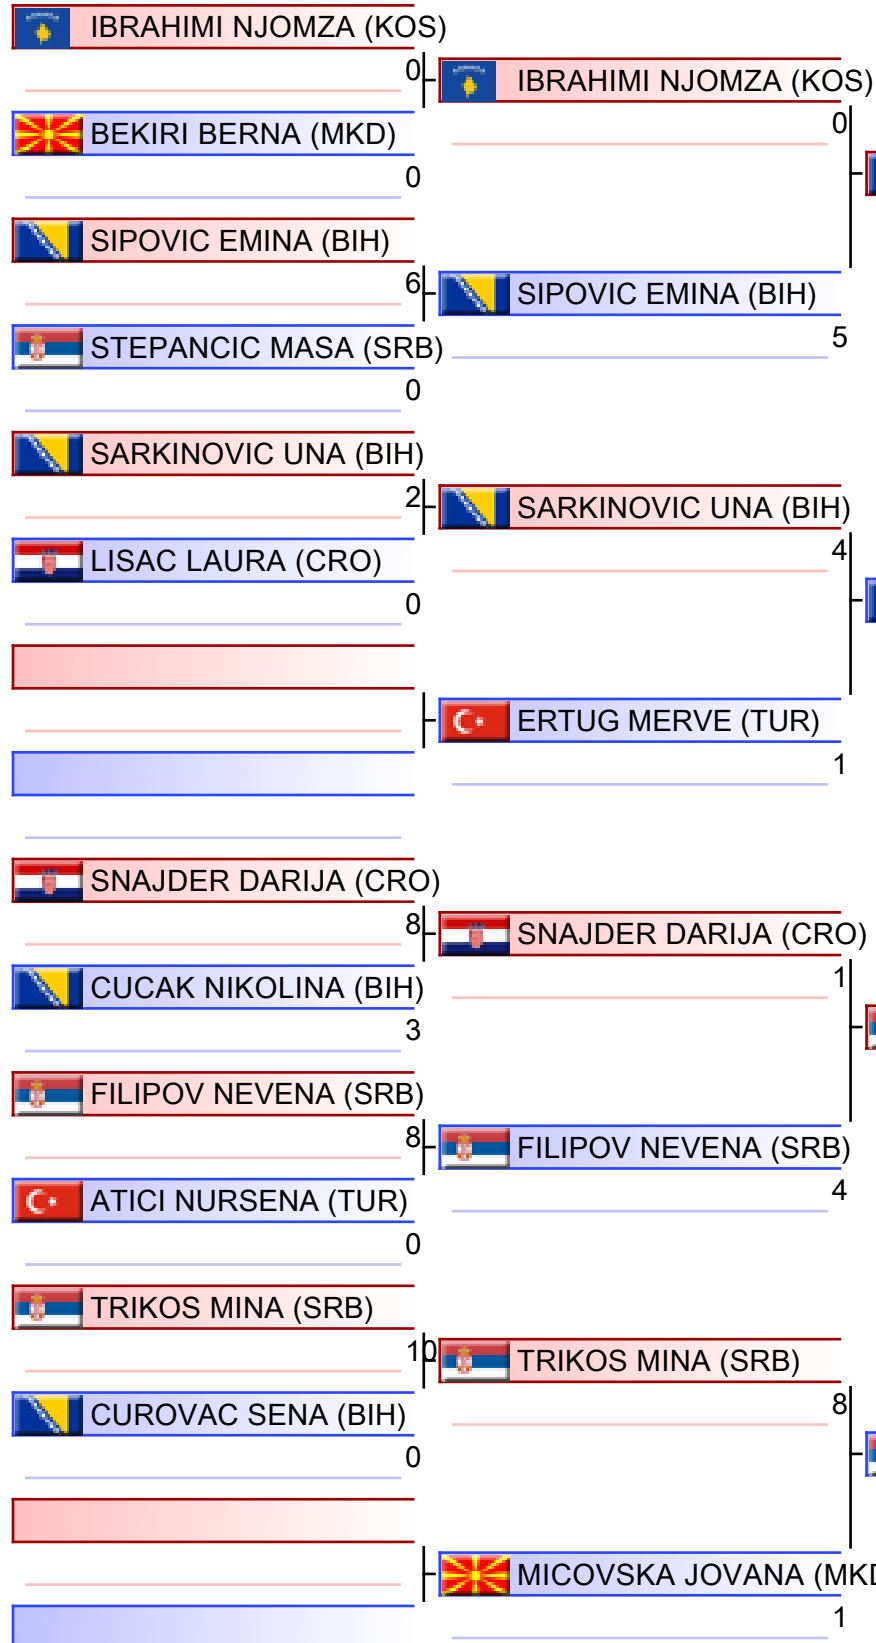 IBRAHIMI NJOMZA (KOS)
0
BEKIRI BERNA (MKD)
0
SIPOVIC EMINA (BIH)
6
STEPANCIC MASA (SRB)
0
SARKINOVIC UNA (BIH)
2
LISAC LAURA (CRO)
0
SNAJDER DARIJA (CRO)
8
CUCAK NIKOLINA (BIH)
3
FILIPOV NEVENA (SRB)
8
ATICI NURSENA (TUR)
0
TRIKOS MINA (SRB)
10
CUROVAC SENA (BIH)
0
IBRAHIMI NJOMZA (KOS)
0
SIPOVIC EMINA (BIH)
5
SARKINOVIC UNA (BIH)
4
ERTUG MERVE (TUR)
1
SNAJDER DARIJA (CRO)
1
FILIPOV NEVENA (SRB)
4
TRIKOS MINA (SRB)
8
MICOVSKA JOVANA (MKD
1